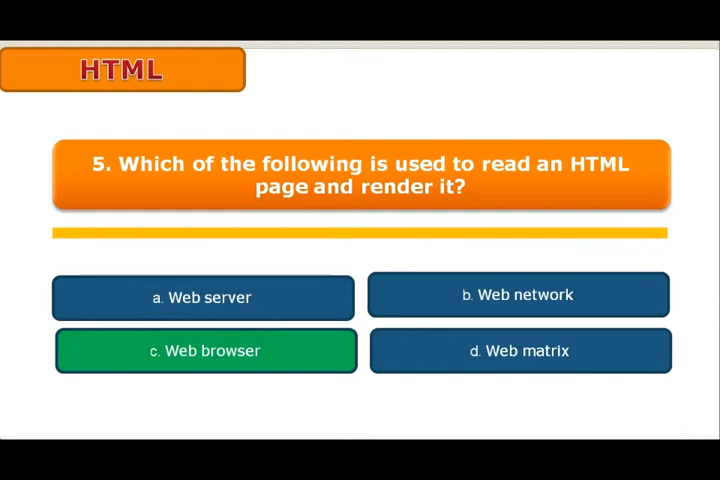 HTML
5. Which of the following is used to read an HTML
page and render it?
a. Web server
b. Web network
c. Web browser
d. Web matrix